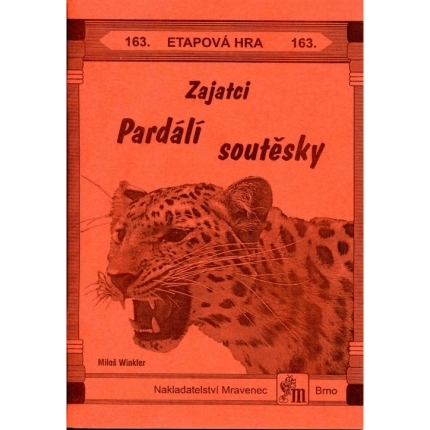 163. ETAPOVÁ HRA 163.
Zajatci
Pardálí
soutěsky
Miloš Winkler
Nakladatelství Mravenec m Brno